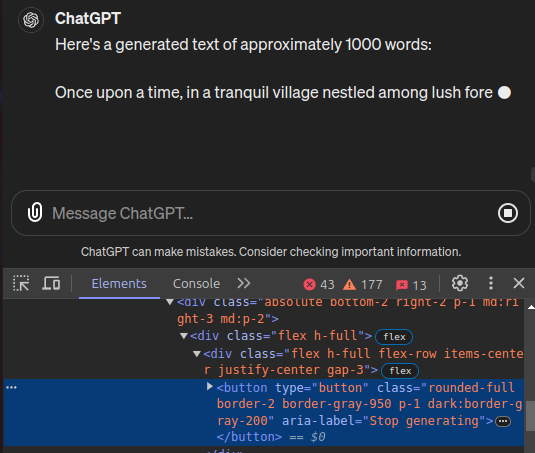 ChatGPT
Here's a generated text of approximately 1000 words:
Once upon a time, in a tranquil village nestled among lush fore
Message ChatGPT...
ChatGPT can make mistakes. Consider checking important information.
Elements Console 43 177 13
<div class="absolute bottom-2 right-2 p-1 md:ri
ght-3 md:p-2">
<div class="flex h-full"> flex
<div class="flex h-full flex-row items-cente
r justify-center gap-3"> flex
<button type="button" class="rounded-full
border-2 border-gray-950 p-1 dark:border-g
ray-200" aria-label="Stop generating">
</button> == $0
</div>